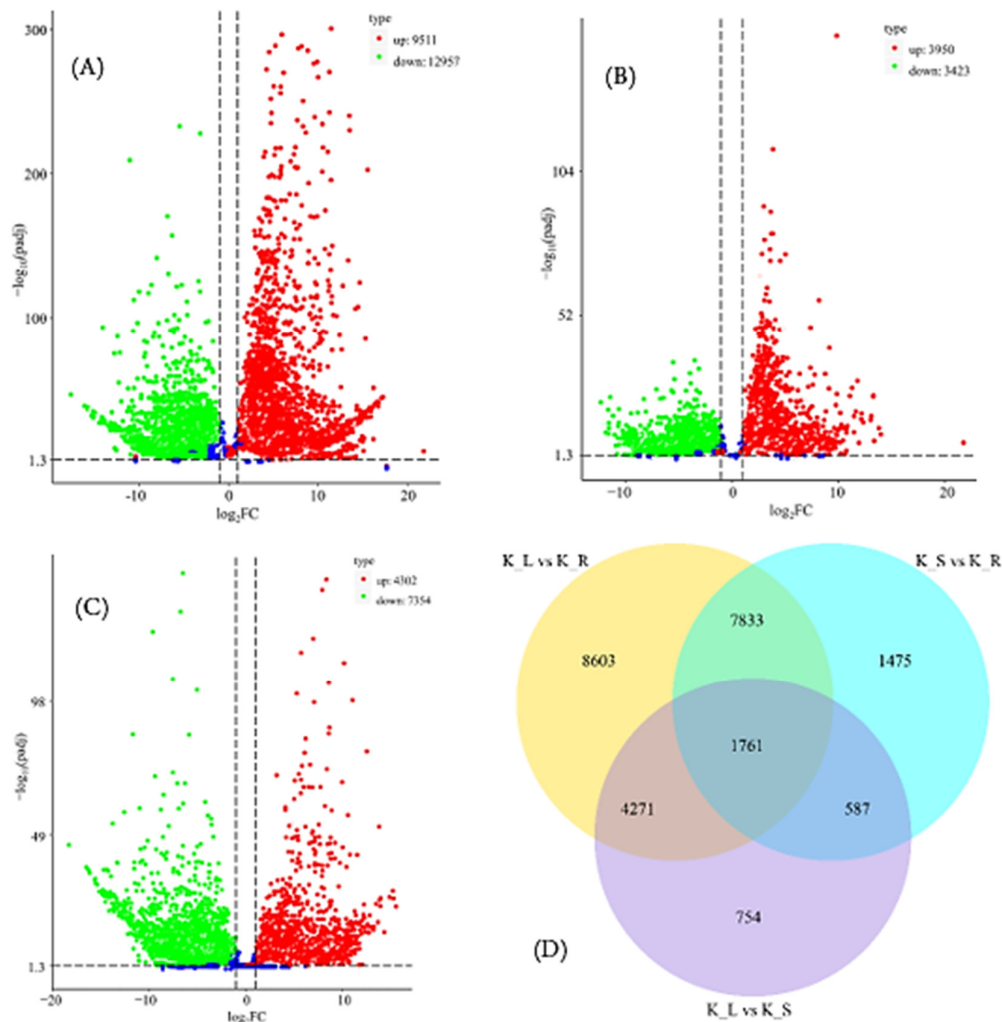 (A)
type
up: 9511
down: 12957
300
200
100
1.3
−log₁₀(padj)
-10
0
10
20
log₂FC
(B)
type
up: 3950
down: 3423
104
52
1.3
−log₁₀(padj)
−10
0
10
20
log₂FC
(C)
type
up: 4302
down: 7354
98
49
1.3
−log₁₀(padj)
−20
−10
0
10
log₂FC
K_L vs K_R
K_S vs K_R
7833
8603
1475
1761
4271
587
754
(D)
K_L vs K_S